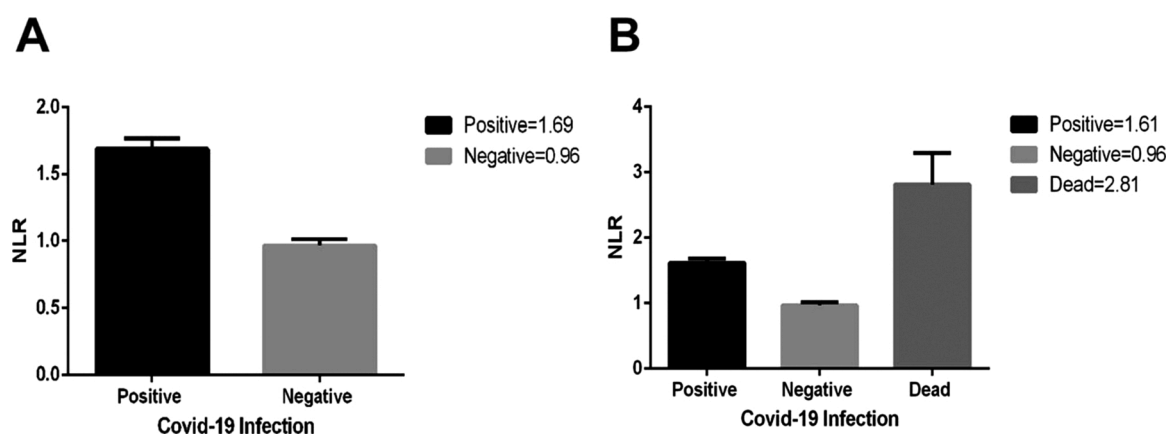 A
2.0
1.5
1.0
0.5
0.0
NLR
Positive
Negative
Covid-19 Infection
Positive=1.69
Negative=0.96
B
4
3
2
1
0
NLR
Positive
Negative
Dead
Covid-19 Infection
Positive=1.61
Negative=0.96
Dead=2.81